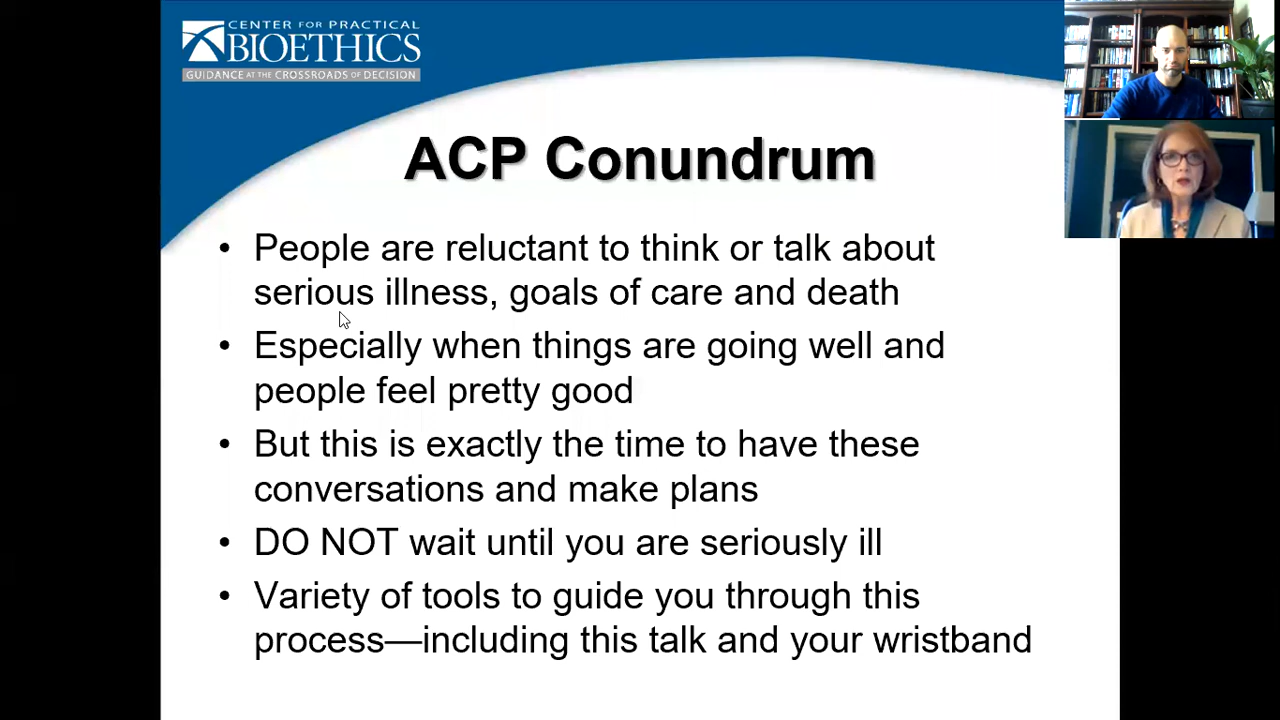 CENTER FOR PRACTICAL
BIOETHICS
GUIDANCE AT THE CROSSROADS OF DECISION
ACP Conundrum
• People are reluctant to think or talk about
serious illness, goals of care and death
• Especially when things are going well and
people feel pretty good
• But this is exactly the time to have these
conversations and make plans
• DO NOT wait until you are seriously ill
• Variety of tools to guide you through this
process—including this talk and your wristband